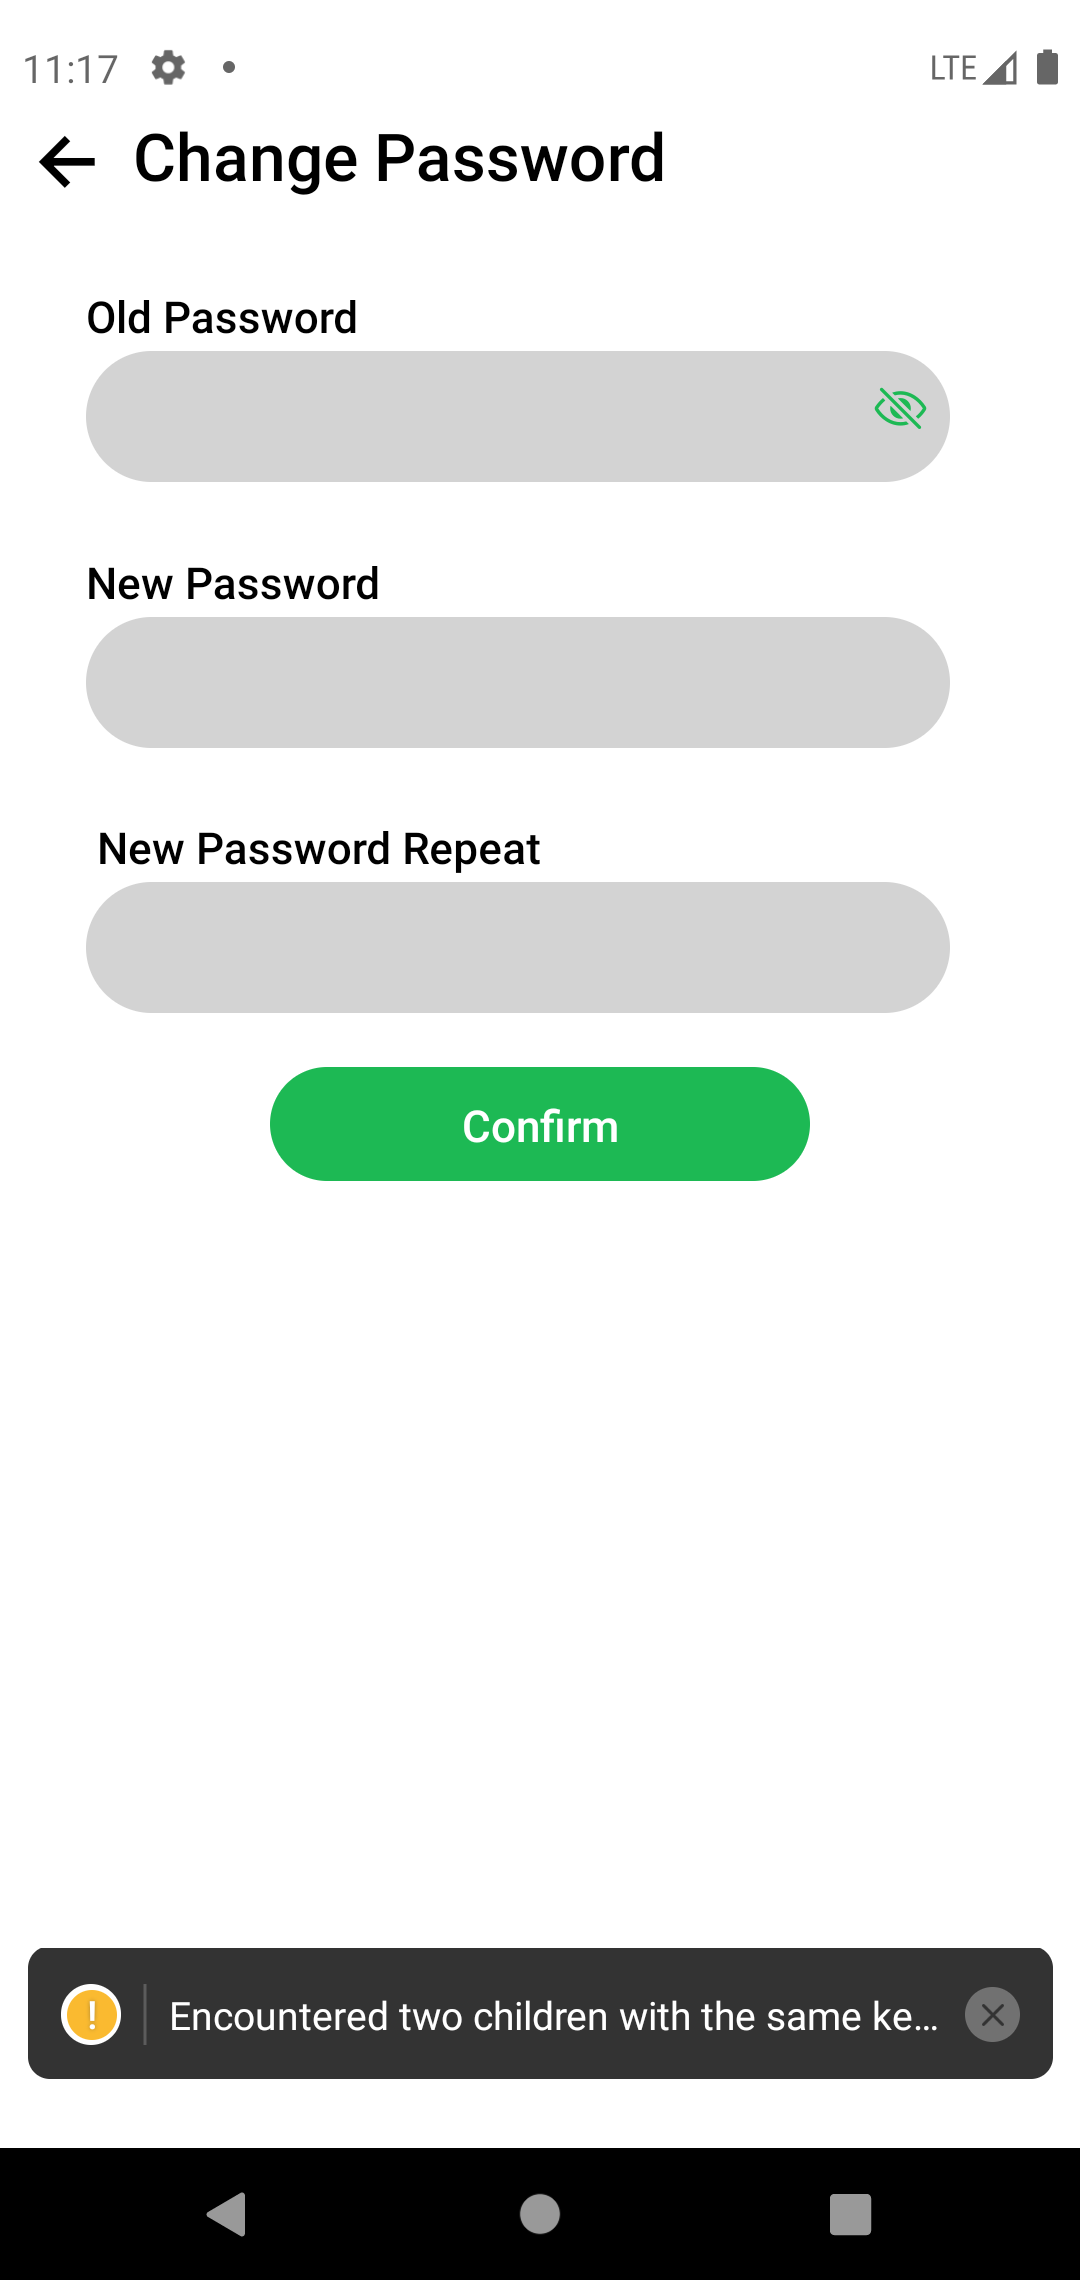 11:17 LTE
Change Password
Old Password
New Password
New Password Repeat
Confirm
! Encountered two children with the same ke...